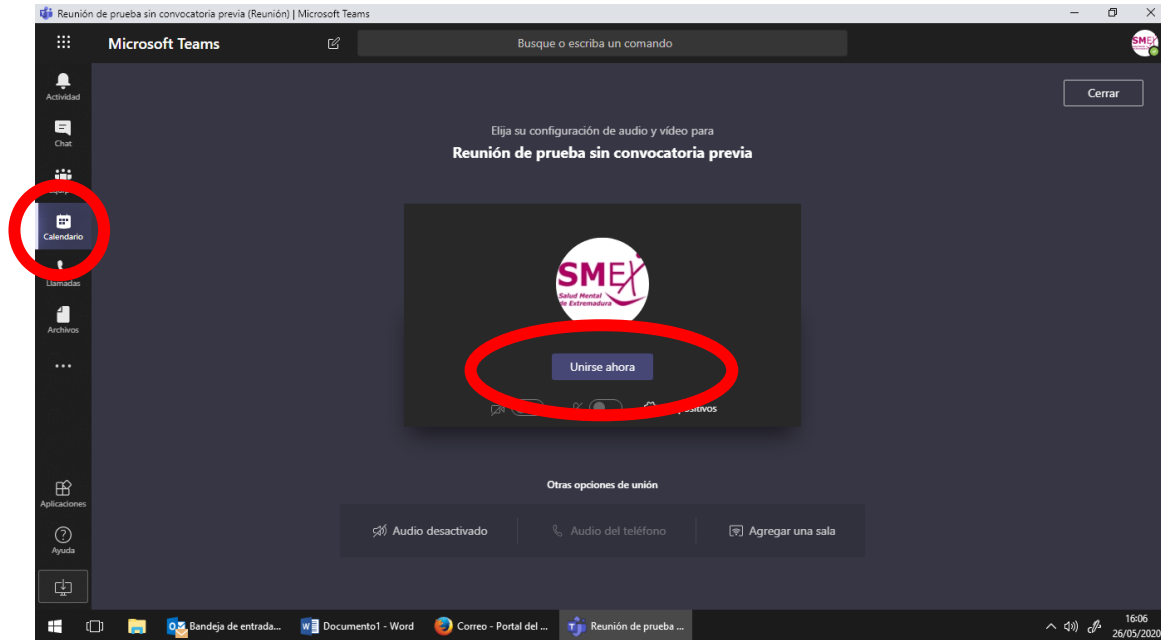 Reunión de prueba sin convocatoria previa (Reunión) | Microsoft Teams
Microsoft Teams
Busque o escriba un comando
SMEX
Actividad
Chat
Calendario
Llamadas
Archivos
Aplicaciones
Ayuda
Cerrar
Elija su configuración de audio y vídeo para
Reunión de prueba sin convocatoria previa
SMEX
Salud Mental
de Extremadura
Unirse ahora
Otras opciones de unión
Audio desactivado
Audio del teléfono
Agregar una sala
Bandeja de entrada...
Documento1 - Word
Correo - Portal del ...
Reunión de prueba ...
16:06
26/05/2020